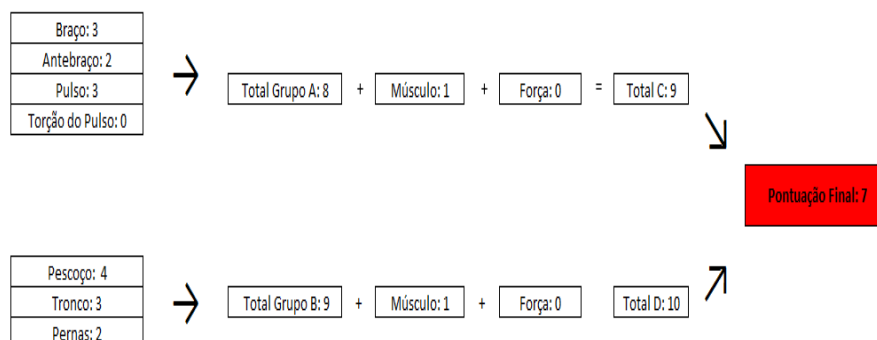 Braço: 3
Antebraço: 2
Pulso: 3
Torção do Pulso: 0
Total Grupo A: 8 + Músculo: 1 + Força: 0 = Total C: 9
Pontuação Final: 7
Pescoço: 4
Tronco: 3
Pernas: 2
Total Grupo B: 9 + Músculo: 1 + Força: 0 Total D: 10